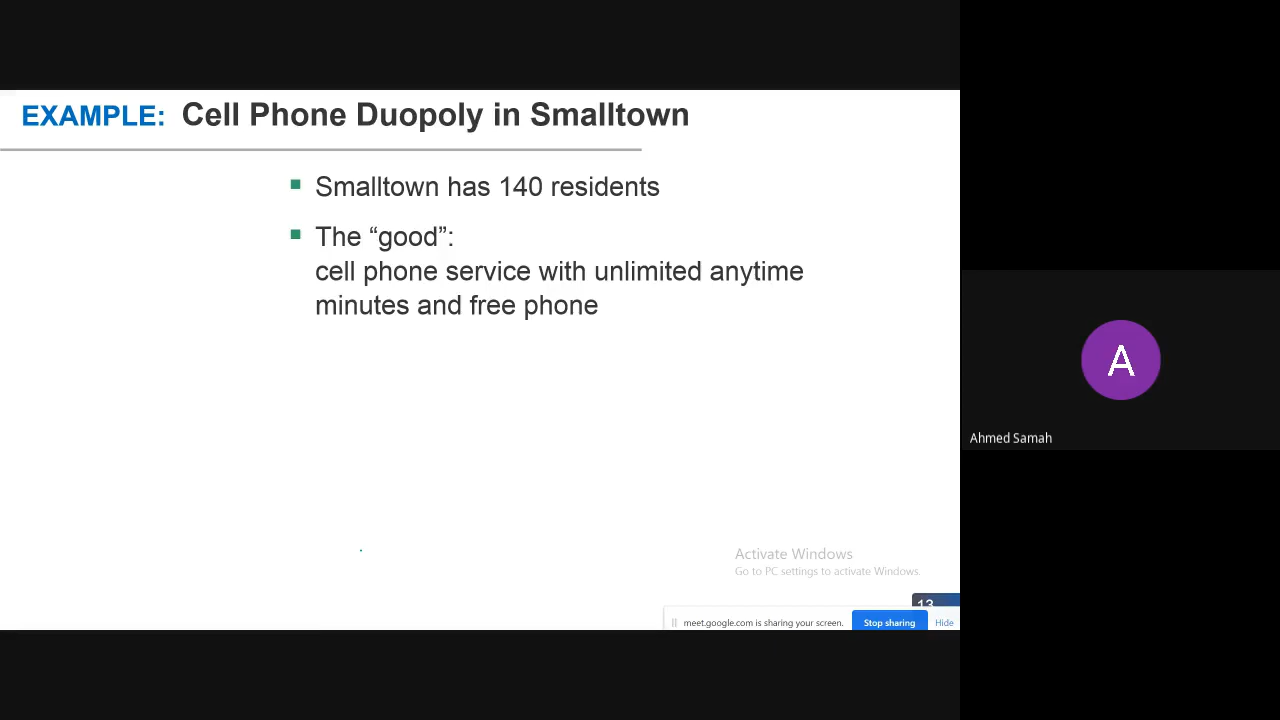 EXAMPLE: Cell Phone Duopoly in Smalltown
Smalltown has 140 residents
The “good”:
cell phone service with unlimited anytime
minutes and free phone
A
Ahmed Samah
Activate Windows
Go to PC settings to activate Windows.
13
meet.google.com is sharing your screen.
Stop sharing
Hide